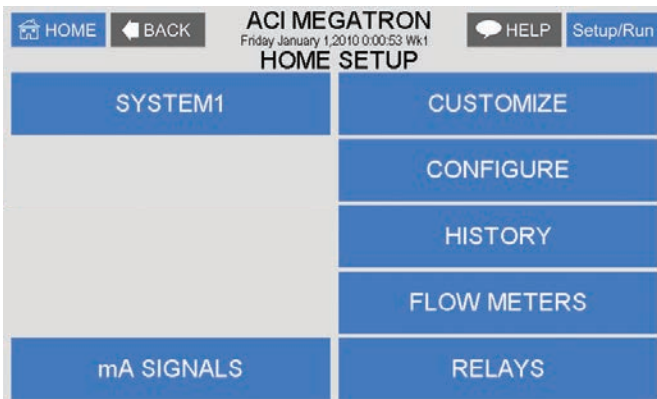 HOME
BACK
ACI MEGATRON
HELP
Setup/Run
Friday January 1,2010 0:00:53 Wk1
HOME SETUP
SYSTEM1
CUSTOMIZE
CONFIGURE
HISTORY
FLOW METERS
mA SIGNALS
RELAYS